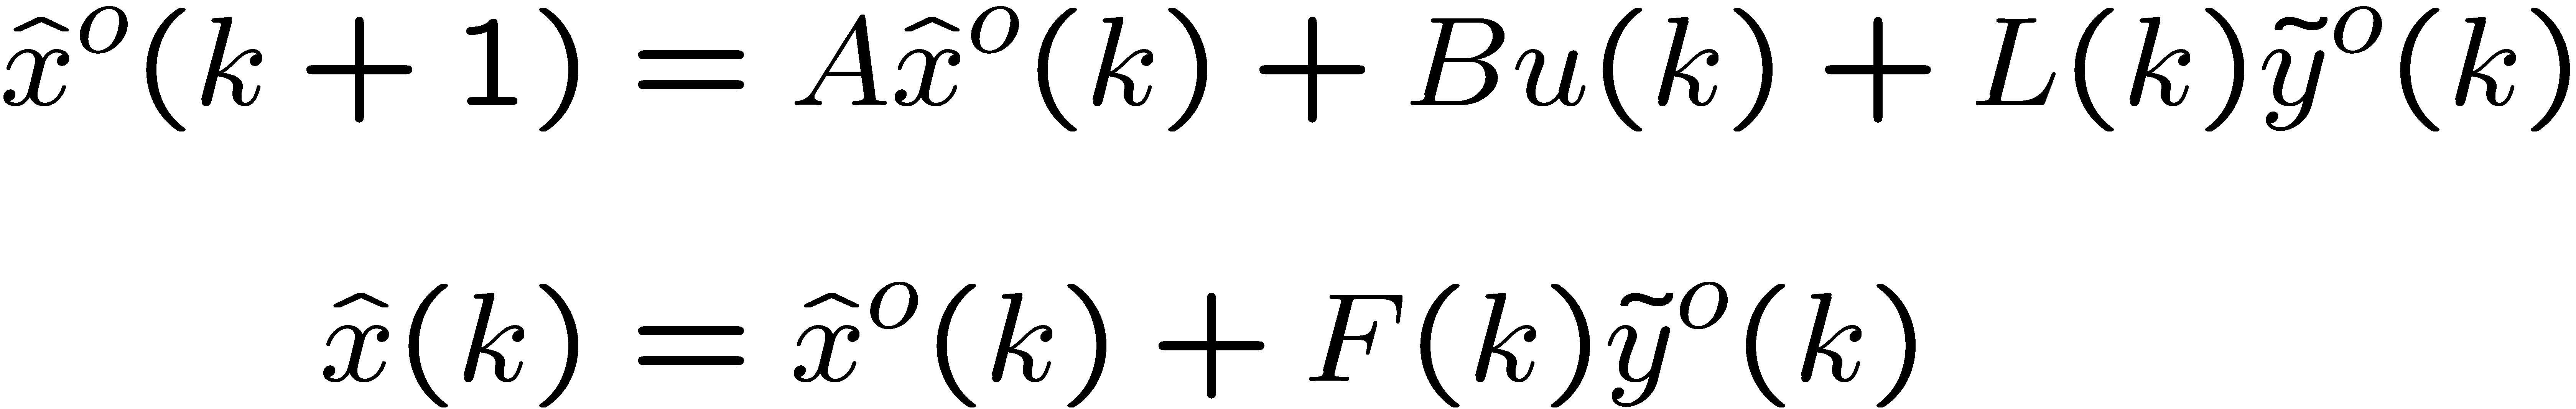 x̂ᵒ(k + 1) = Ax̂ᵒ(k) + Bu(k) + L(k)ỹᵒ(k)
x̂(k) = x̂ᵒ(k) + F(k)ỹᵒ(k)